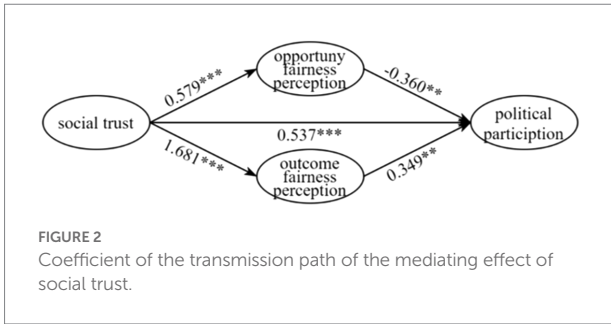 opportuny
fairness
perception
0.579***
-0.360**
social trust
0.537***
political
particiption
1.681***
outcome
fairness
perception
0.349**
FIGURE 2
Coefficient of the transmission path of the mediating effect of
social trust.